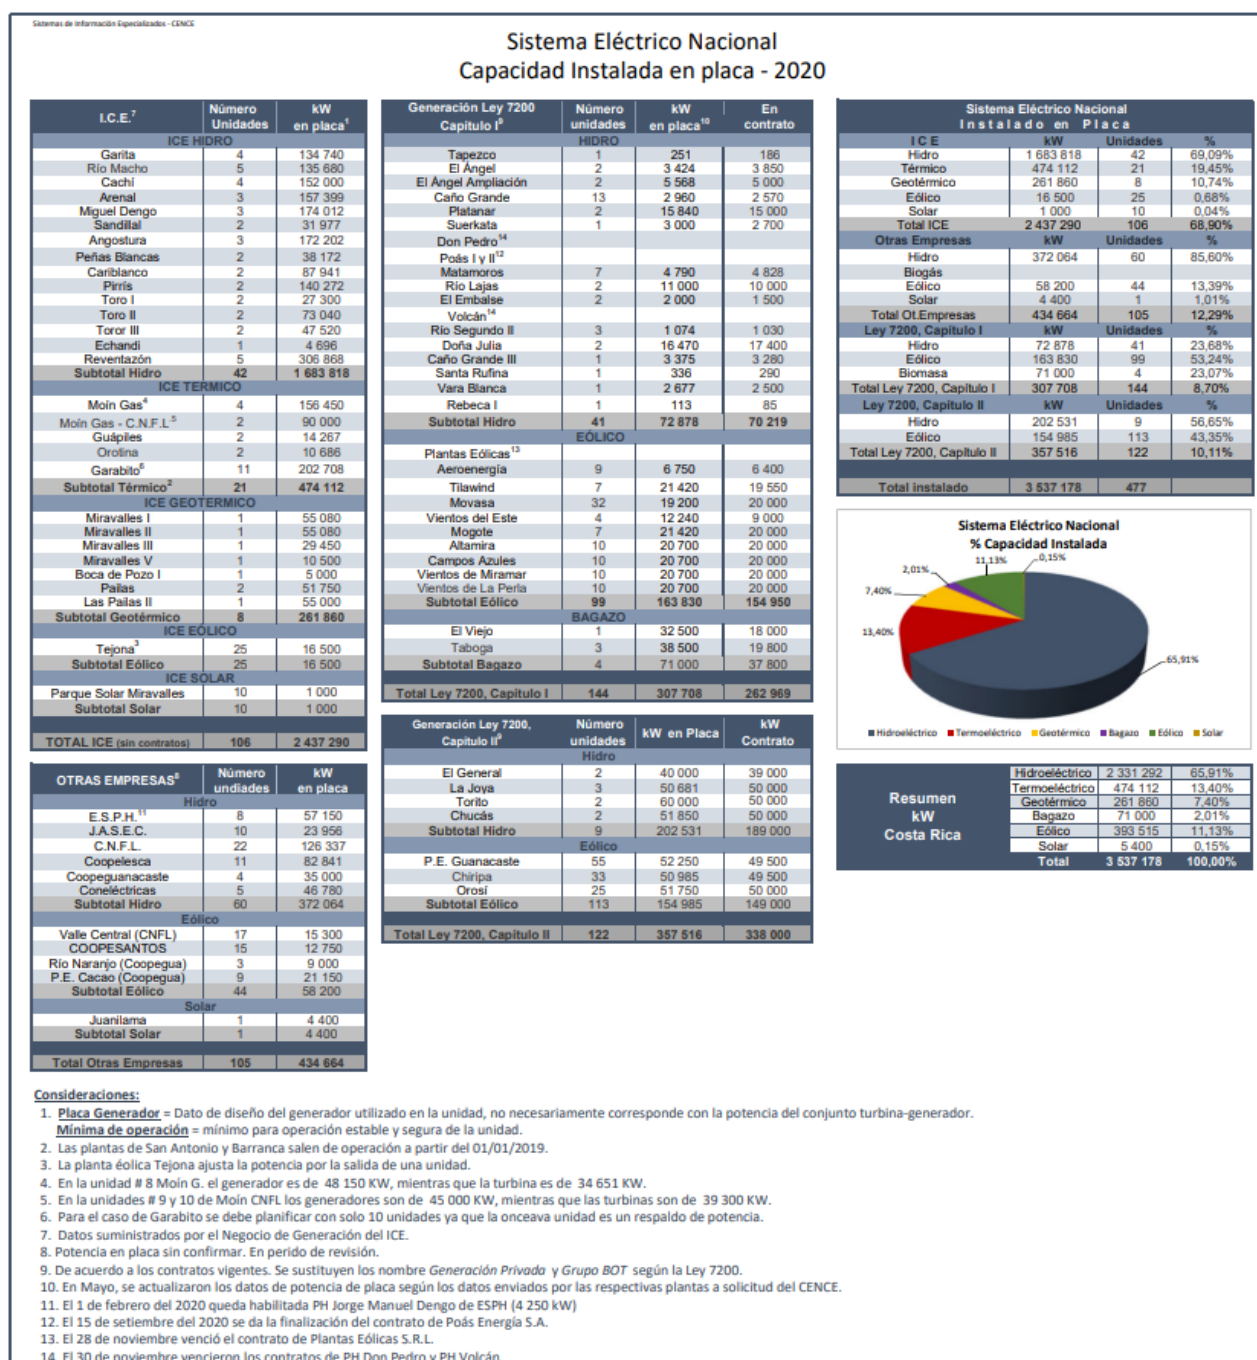 Sistemas de Información Especializados - CENCE
Sistema Eléctrico Nacional
Capacidad Instalada en placa - 2020
I.C.E.7 Número Unidades kW en placa1
ICE HIDRO
Garita 4 134 740
Río Macho 5 135 680
Cachí 4 152 000
Arenal 3 157 399
Miguel Dengo 3 174 012
Sandillal 2 31 977
Angostura 3 172 202
Peñas Blancas 2 38 172
Cariblanco 2 87 941
Pirrís 2 140 272
Toro I 2 27 300
Toro II 2 73 040
Toror III 2 47 520
Echandi 1 4 696
Reventazón 5 306 868
Subtotal Hidro 42 1 683 818
ICE TERMICO
Moín Gas4 4 156 450
Moín Gas - C.N.F.L.5 2 90 000
Guápiles 2 14 267
Orotina 2 10 686
Garabito6 11 202 708
Subtotal Térmico2 21 474 112
ICE GEOTERMICO
Miravalles I 1 55 080
Miravalles II 1 55 080
Miravalles III 1 29 450
Miravalles V 1 10 500
Boca de Pozo I 1 5 000
Pailas 2 51 750
Las Pailas II 1 55 000
Subtotal Geotérmico 8 261 860
ICE EÓLICO
Tejona3 25 16 500
Subtotal Eólico 25 16 500
ICE SOLAR
Parque Solar Miravalles 10 1 000
Subtotal Solar 10 1 000
TOTAL ICE (sin contratos) 106 2 437 290
OTRAS EMPRESAS8 Número undiades kW en placa
Hidro
E.S.P.H.11 8 57 150
J.A.S.E.C. 10 23 956
C.N.F.L. 22 126 337
Coopelesca 11 82 841
Coopeguanacaste 4 35 000
Coneléctricas 5 46 780
Subtotal Hidro 60 372 064
Eólico
Valle Central (CNFL) 17 15 300
COOPESANTOS 15 12 750
Río Naranjo (Coopegua) 3 9 000
P.E. Cacao (Coopegua) 9 21 150
Subtotal Eólico 44 58 200
Solar
Juanilama 1 4 400
Subtotal Solar 1 4 400
Total Otras Empresas 105 434 664
Generación Ley 7200 Capitulo I9 Número unidades kW en placa10 En contrato
HIDRO
Tapezco 1 251 186
El Ángel 2 3 424 3 850
El Ángel Ampliación 2 5 568 5 000
Caño Grande 13 2 960 2 570
Platanar 2 15 840 15 000
Suerkata 1 3 000 2 700
Don Pedro14
Poás I y II12
Matamoros 7 4 790 4 828
Río Lajas 2 11 000 10 000
El Embalse 2 2 000 1 500
Volcán14
Río Segundo II 3 1 074 1 030
Doña Julia 2 16 470 17 400
Caño Grande III 1 3 375 3 280
Santa Rufina 1 336 290
Vara Blanca 1 2 677 2 500
Rebeca I 1 113 85
Subtotal Hidro 41 72 878 70 219
EÓLICO
Plantas Eólicas13
Aeroenergía 9 6 750 6 400
Tilawind 7 21 420 19 550
Movasa 32 19 200 20 000
Vientos del Este 4 12 240 9 000
Mogote 7 21 420 20 000
Altamira 10 20 700 20 000
Campos Azules 10 20 700 20 000
Vientos de Miramar 10 20 700 20 000
Vientos de La Perla 10 20 700 20 000
Subtotal Eólico 99 163 830 154 950
BAGAZO
El Viejo 1 32 500 18 000
Taboga 3 38 500 19 800
Subtotal Bagazo 4 71 000 37 800
Total Ley 7200, Capítulo I 144 307 708 262 969
Generación Ley 7200, Capitulo II9 Número unidades kW en Placa kW Contrato
Hidro
El General 2 40 000 39 000
La Joya 3 50 681 50 000
Torito 2 60 000 50 000
Chucás 2 51 850 50 000
Subtotal Hidro 9 202 531 189 000
Eólico
P.E. Guanacaste 55 52 250 49 500
Chiripa 33 50 985 49 500
Orosí 25 51 750 50 000
Subtotal Eólico 113 154 985 149 000
Total Ley 7200, Capítulo II 122 357 516 338 000
Sistema Eléctrico Nacional
Instalado en Placa
I C E kW Unidades %
Hidro 1 683 818 42 69,09%
Térmico 474 112 21 19,45%
Geotérmico 261 860 8 10,74%
Eólico 16 500 25 0,68%
Solar 1 000 10 0,04%
Total ICE 2 437 290 106 68,90%
Otras Empresas kW Unidades %
Hidro 372 064 60 85,60%
Biogás
Eólico 58 200 44 13,39%
Solar 4 400 1 1,01%
Total Ot.Empresas 434 664 105 12,29%
Ley 7200, Capítulo I kW Unidades %
Hidro 72 878 41 23,68%
Eólico 163 830 99 53,24%
Biomasa 71 000 4 23,07%
Total Ley 7200, Capítulo I 307 708 144 8,70%
Ley 7200, Capítulo II kW Unidades %
Hidro 202 531 9 56,65%
Eólico 154 985 113 43,35%
Total Ley 7200, Capítulo II 357 516 122 10,11%
Total instalado 3 537 178 477
Sistema Eléctrico Nacional
% Capacidad Instalada
11,13%
0,15%
2,01%
7,40%
13,40%
65,91%
Hidroeléctrico Termoeléctrico Geotérmico Bagazo Eólico Solar
Resumen
kW
Costa Rica
Hidroeléctrico 2 331 292 65,91%
Termoeléctrico 474 112 13,40%
Geotérmico 261 860 7,40%
Bagazo 71 000 2,01%
Eólico 393 515 11,13%
Solar 5 400 0,15%
Total 3 537 178 100,00%
Consideraciones:
1. Placa Generador = Dato de diseño del generador utilizado en la unidad, no necesariamente corresponde con la potencia del conjunto turbina-generador.
Mínima de operación = mínimo para operación estable y segura de la unidad.
2. Las plantas de San Antonio y Barranca salen de operación a partir del 01/01/2019.
3. La planta éolica Tejona ajusta la potencia por la salida de una unidad.
4. En la unidad # 8 Moín G. el generador es de 48 150 KW, mientras que la turbina es de 34 651 KW.
5. En la unidades # 9 y 10 de Moín CNFL los generadores son de 45 000 KW, mientras que las turbinas son de 39 300 KW.
6. Para el caso de Garabito se debe planificar con solo 10 unidades ya que la onceava unidad es un respaldo de potencia.
7. Datos suministrados por el Negocio de Generación del ICE.
8. Potencia en placa sin confirmar. En perido de revisión.
9. De acuerdo a los contratos vigentes. Se sustituyen los nombre Generación Privada y Grupo BOT según la Ley 7200.
10. En Mayo, se actualizaron los datos de potencia de placa según los datos enviados por las respectivas plantas a solicitud del CENCE.
11. El 1 de febrero del 2020 queda habilitada PH Jorge Manuel Dengo de ESPH (4 250 kW)
12. El 15 de setiembre del 2020 se da la finalización del contrato de Poás Energía S.A.
13. El 28 de noviembre venció el contrato de Plantas Eólicas S.R.L.
14. El 30 de noviembre vencieron los contratos de PH Don Pedro y PH Volcán.